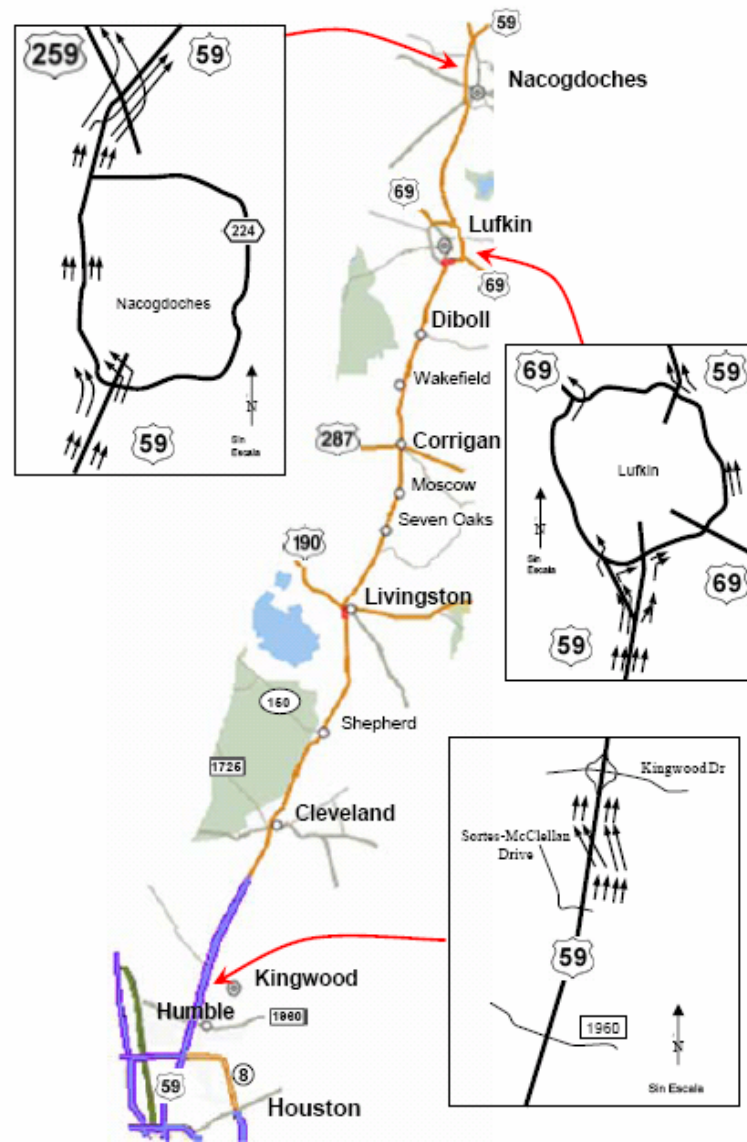 259
59
224
Nacogdoches
N
Sin
Escala
59
59
Nacogdoches
69
Lufkin
69
Diboll
Wakefield
287
Corrigan
Moscow
Seven Oaks
190
Livingston
150
Shepherd
1725
Cleveland
Kingwood
Humble
1960
59
8
Houston
69
59
Lufkin
N
Sin
Escala
69
59
Kingwood Dr
Sortes-McClellan
Drive
59
1960
N
Sin Escala